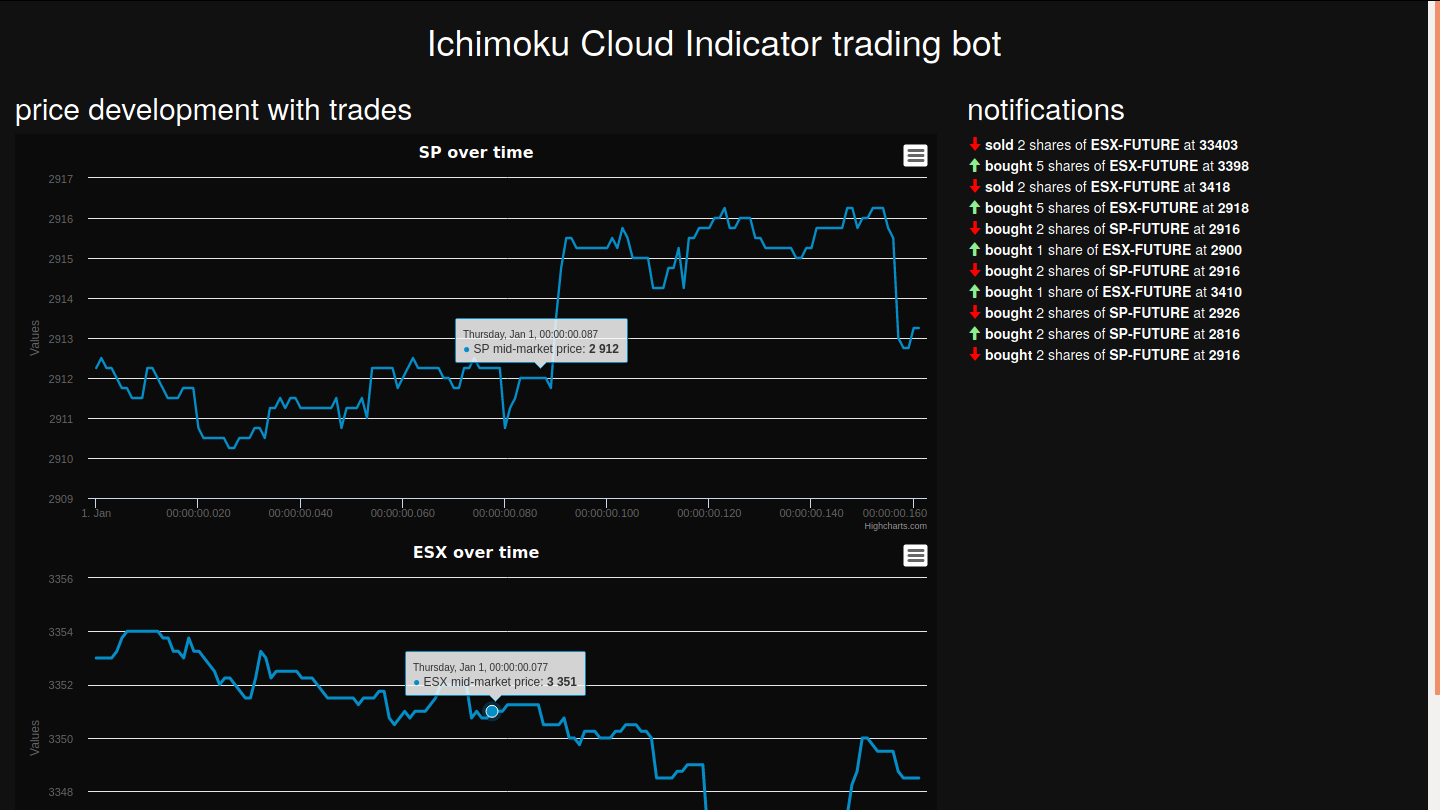 Ichimoku Cloud Indicator trading bot
price development with trades
SP over time
2917
2916
2915
2914
2913
2912
2911
2910
2909
Values
Thursday, Jan 1, 00:00:00.087
● SP mid-market price: 2 912
1. Jan 00:00:00.020 00:00:00.040 00:00:00.060 00:00:00.080 00:00:00.100 00:00:00.120 00:00:00.140 00:00:00.160
Highcharts.com
ESX over time
3356
3354
3352
3350
3348
Values
Thursday, Jan 1, 00:00:00.077
● ESX mid-market price: 3 351
notifications
sold 2 shares of ESX-FUTURE at 33403
bought 5 shares of ESX-FUTURE at 3398
sold 2 shares of ESX-FUTURE at 3418
bought 5 shares of ESX-FUTURE at 2918
bought 2 shares of SP-FUTURE at 2916
bought 1 share of ESX-FUTURE at 2900
bought 2 shares of SP-FUTURE at 2916
bought 1 share of ESX-FUTURE at 3410
bought 2 shares of SP-FUTURE at 2926
bought 2 shares of SP-FUTURE at 2816
bought 2 shares of SP-FUTURE at 2916